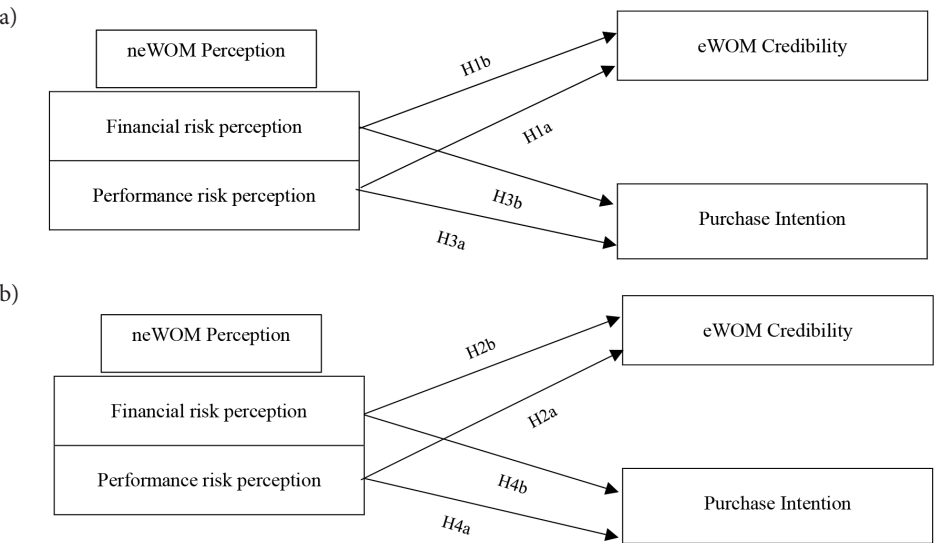 a)
neWOM Perception
eWOM Credibility
H1b
Financial risk perception
H1a
Performance risk perception
H3b
Purchase Intention
H3a
b)
neWOM Perception
eWOM Credibility
H2b
Financial risk perception
H2a
Performance risk perception
H4b
Purchase Intention
H4a